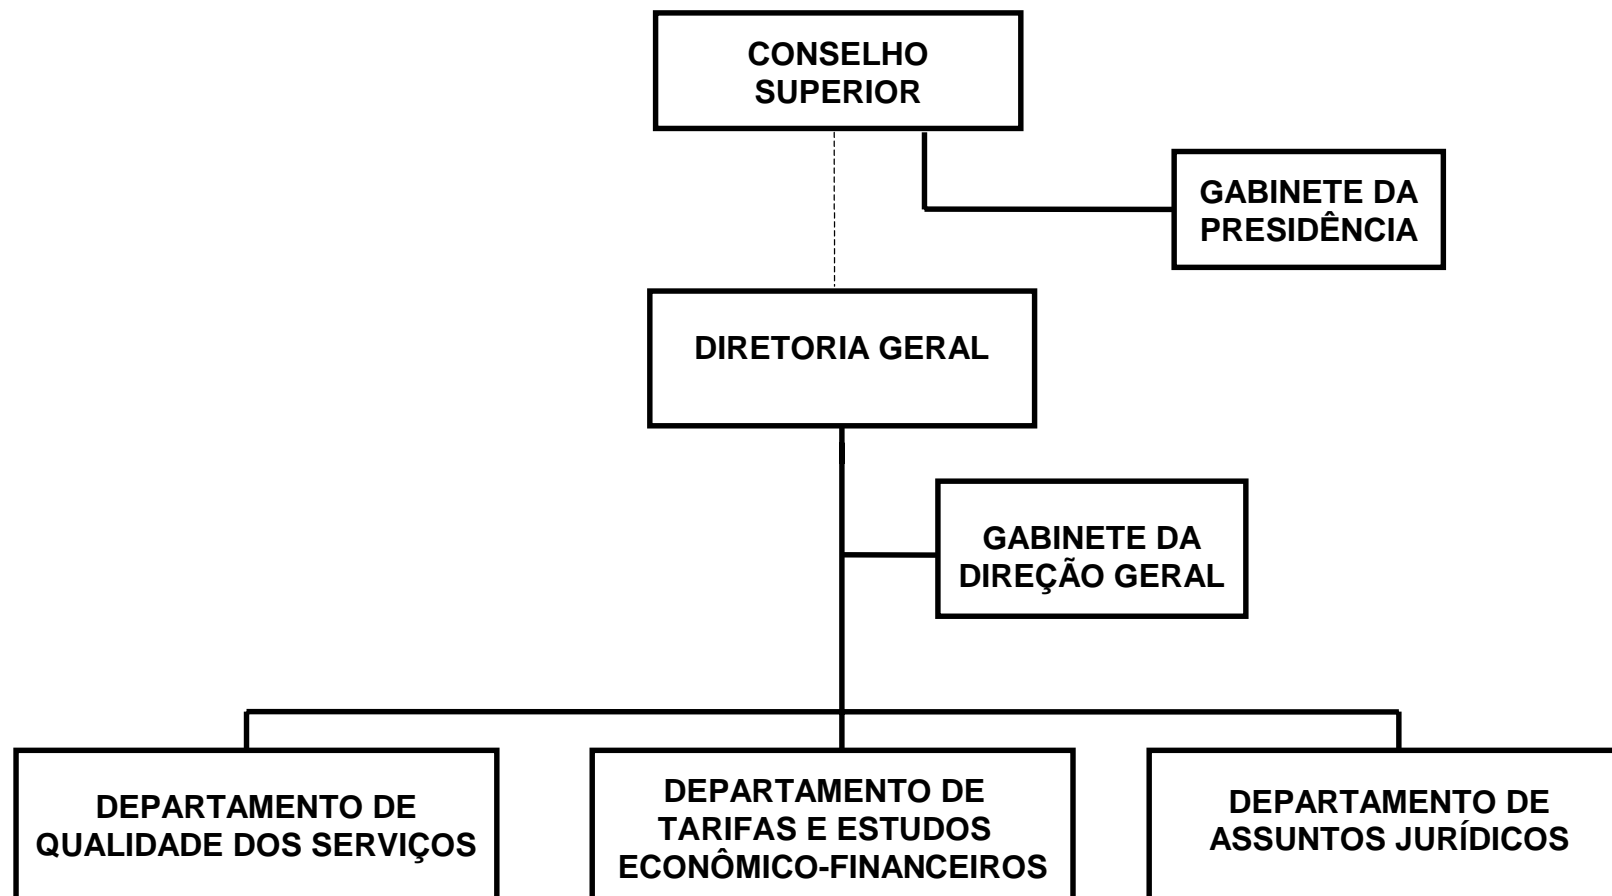 CONSELHO
SUPERIOR
GABINETE DA
PRESIDÊNCIA
DIRETORIA GERAL
GABINETE DA
DIREÇÃO GERAL
DEPARTAMENTO DE
QUALIDADE DOS SERVIÇOS
DEPARTAMENTO DE
TARIFAS E ESTUDOS
ECONÔMICO-FINANCEIROS
DEPARTAMENTO DE
ASSUNTOS JURÍDICOS